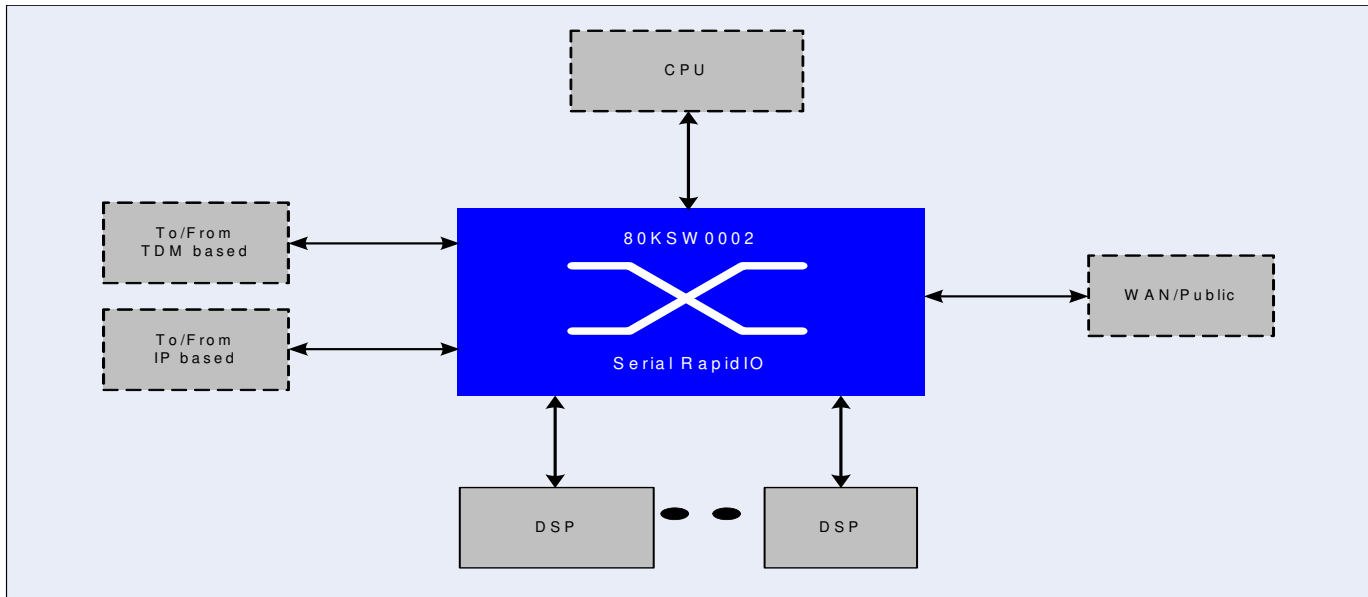 CPU
To/From
TDM based
80KSW0002
WAN/Public
To/From
IP based
Serial RapidIO
DSP
DSP